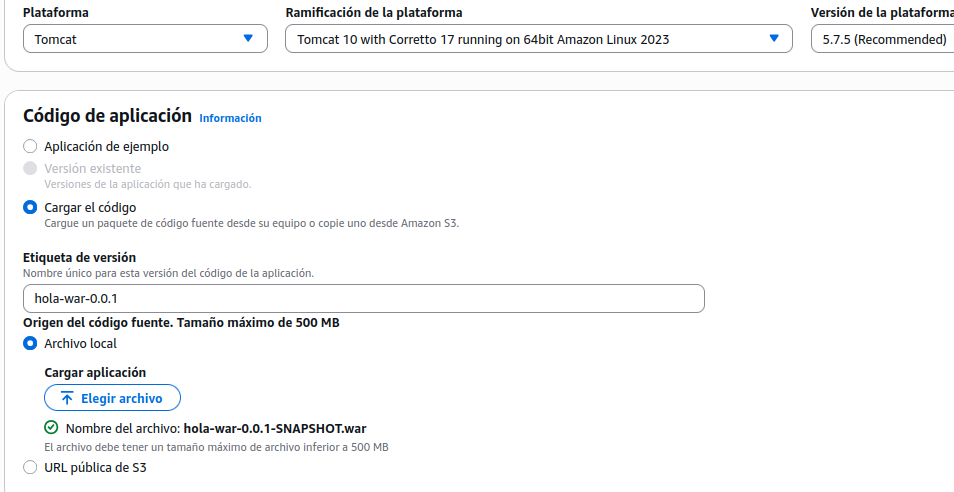 Plataforma
Ramificación de la plataforma
Versión de la plataforma
Tomcat
Tomcat 10 with Corretto 17 running on 64bit Amazon Linux 2023
5.7.5 (Recommended)
Código de aplicación Información
Aplicación de ejemplo
Versión existente
Versiones de la aplicación que ha cargado.
Cargar el código
Cargue un paquete de código fuente desde su equipo o copie uno desde Amazon S3.
Etiqueta de versión
Nombre único para esta versión del código de la aplicación.
hola-war-0.0.1
Origen del código fuente. Tamaño máximo de 500 MB
Archivo local
Cargar aplicación
Elegir archivo
Nombre del archivo: hola-war-0.0.1-SNAPSHOT.war
El archivo debe tener un tamaño máximo de archivo inferior a 500 MB
URL pública de S3